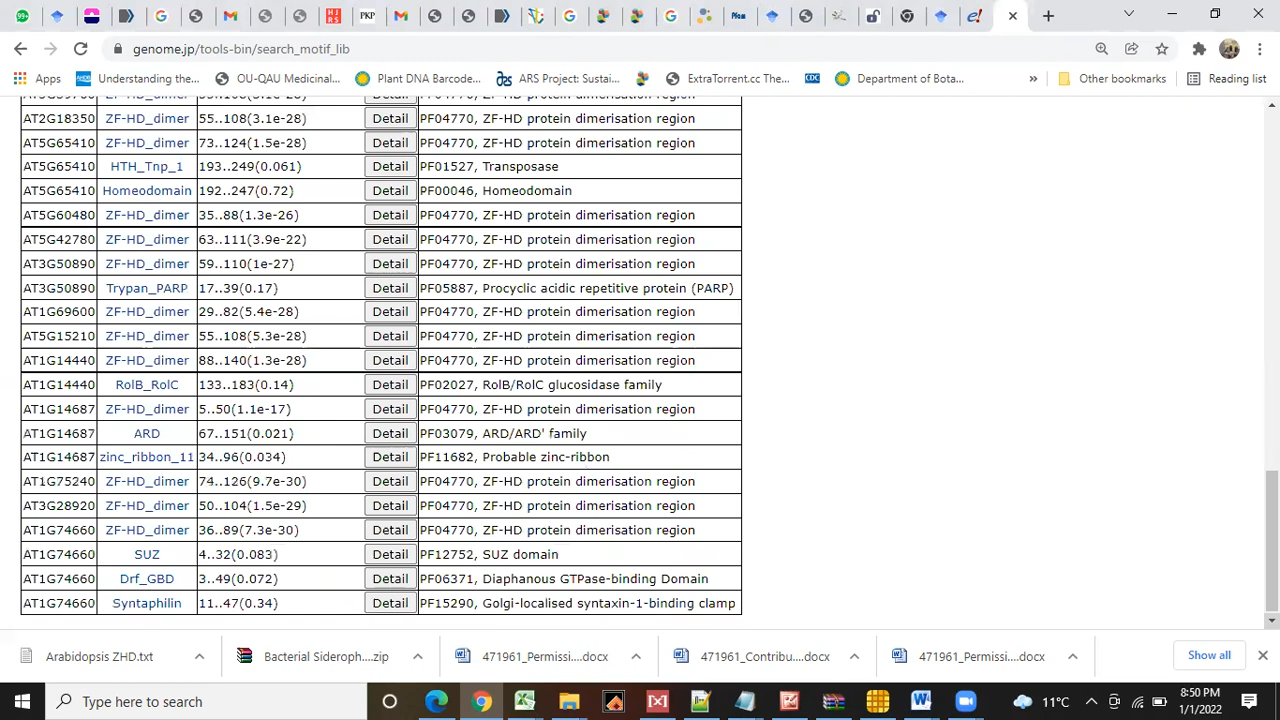 99+
HJRS
PKP
Pfam
e!
genome.jp/tools-bin/search_motif_lib
Apps
Understanding the...
OU-QAU Medicinal...
Plant DNA Barcode...
ars ARS Project: Sustai...
ExtraTorrent.cc The...
CDC
Department of Bota...
»
Other bookmarks
Reading list
AT2G18350 ZF-HD_dimer 55..108(3.1e-28) Detail PF04770, ZF-HD protein dimerisation region
AT5G65410 ZF-HD_dimer 73..124(1.5e-28) Detail PF04770, ZF-HD protein dimerisation region
AT5G65410 HTH_Tnp_1 193..249(0.061) Detail PF01527, Transposase
AT5G65410 Homeodomain 192..247(0.72) Detail PF00046, Homeodomain
AT5G60480 ZF-HD_dimer 35..88(1.3e-26) Detail PF04770, ZF-HD protein dimerisation region
AT5G42780 ZF-HD_dimer 63..111(3.9e-22) Detail PF04770, ZF-HD protein dimerisation region
AT3G50890 ZF-HD_dimer 59..110(1e-27) Detail PF04770, ZF-HD protein dimerisation region
AT3G50890 Trypan_PARP 17..39(0.17) Detail PF05887, Procyclic acidic repetitive protein (PARP)
AT1G69600 ZF-HD_dimer 29..82(5.4e-28) Detail PF04770, ZF-HD protein dimerisation region
AT5G15210 ZF-HD_dimer 55..108(5.3e-28) Detail PF04770, ZF-HD protein dimerisation region
AT1G14440 ZF-HD_dimer 88..140(1.3e-28) Detail PF04770, ZF-HD protein dimerisation region
AT1G14440 RolB_RolC 133..183(0.14) Detail PF02027, RolB/RolC glucosidase family
AT1G14687 ZF-HD_dimer 5..50(1.1e-17) Detail PF04770, ZF-HD protein dimerisation region
AT1G14687 ARD 67..151(0.021) Detail PF03079, ARD/ARD' family
AT1G14687 zinc_ribbon_11 34..96(0.034) Detail PF11682, Probable zinc-ribbon
AT1G75240 ZF-HD_dimer 74..126(9.7e-30) Detail PF04770, ZF-HD protein dimerisation region
AT3G28920 ZF-HD_dimer 50..104(1.5e-29) Detail PF04770, ZF-HD protein dimerisation region
AT1G74660 ZF-HD_dimer 36..89(7.3e-30) Detail PF04770, ZF-HD protein dimerisation region
AT1G74660 SUZ 4..32(0.083) Detail PF12752, SUZ domain
AT1G74660 Drf_GBD 3..49(0.072) Detail PF06371, Diaphanous GTPase-binding Domain
AT1G74660 Syntaphilin 11..47(0.34) Detail PF15290, Golgi-localised syntaxin-1-binding clamp
Arabidopsis ZHD.txt
Bacterial Sideroph....zip
471961_Permissi....docx
471961_Contribu....docx
471961_Permissi....docx
Show all
Type here to search
11°C
8:50 PM
1/1/2022